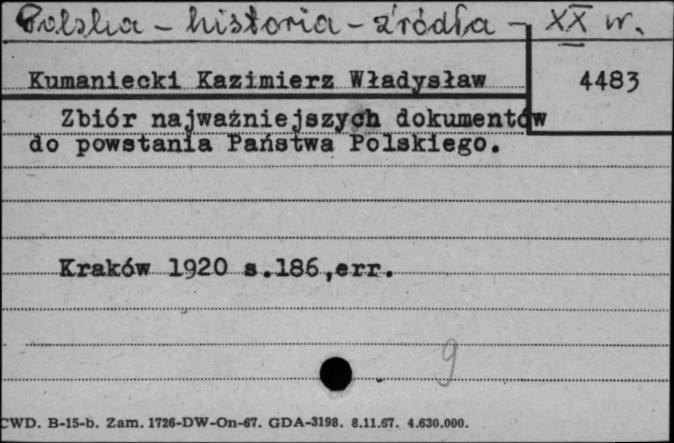 Polska - historia - źródła - XX w.
Kumaniecki Kazimierz Władysław 4483
Zbiór najważniejszych dokumentów
do powstania Państwa Polskiego.
Kraków 1920 s.186,err.
9
CWD. B-15-b. Zam. 1726-DW-On-67. GDA-3198. 8.11.67. 4.630.000.